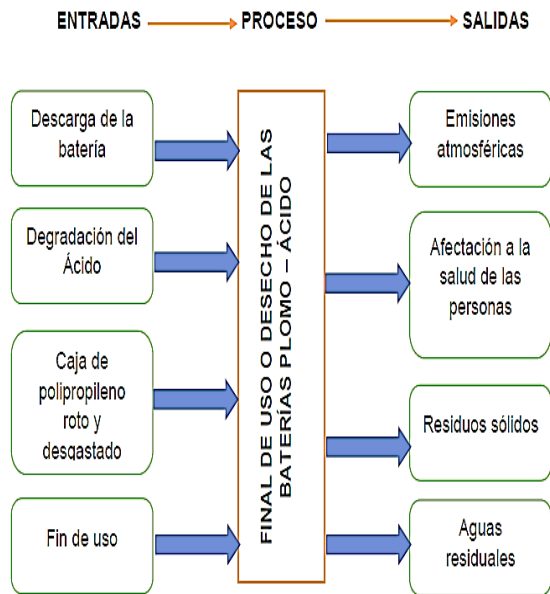 ENTRADAS PROCESO SALIDAS
Descarga de la
batería
Degradación del
Ácido
Caja de
polipropileno
roto y
desgastado
Fin de uso
FINAL DE USO O DESECHO DE LAS
BATERÍAS PLOMO – ÁCIDO
Emisiones
atmosféricas
Afectación a la
salud de las
personas
Residuos sólidos
Aguas
residuales